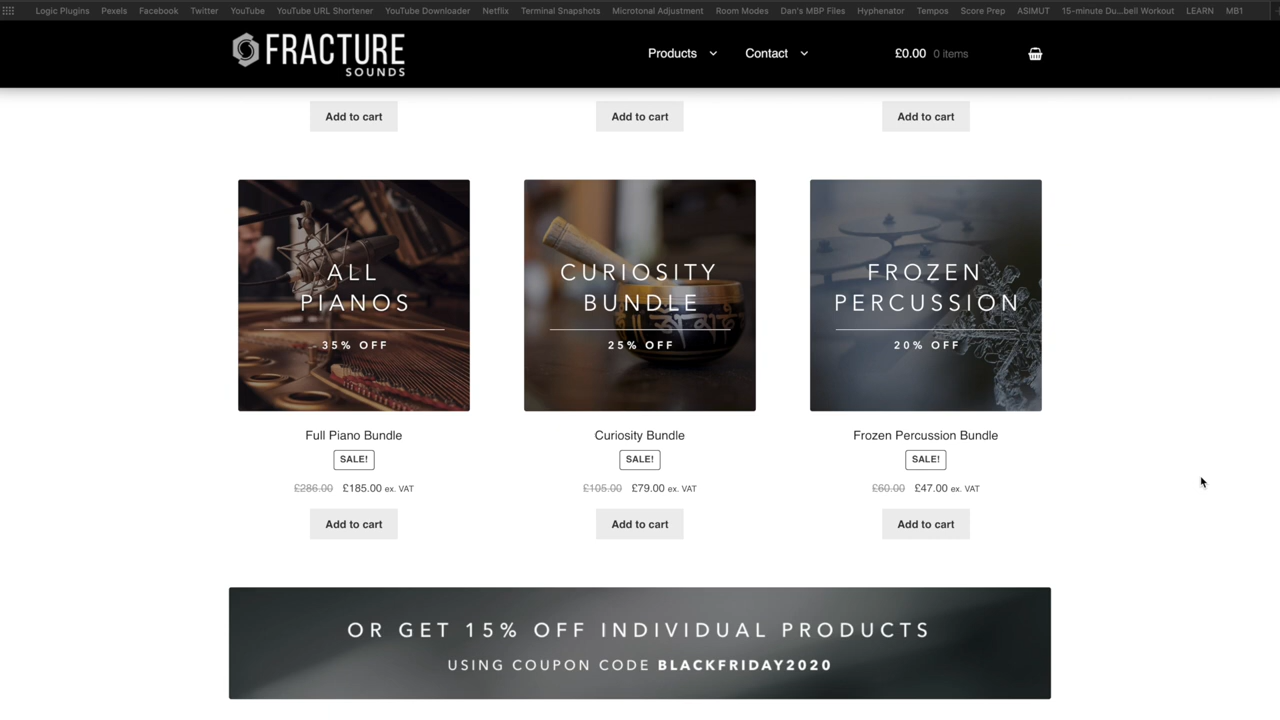 Logic Plugins Pexels Facebook Twitter YouTube YouTube URL Shortener YouTube Downloader Netflix Terminal Snapshots Microtonal Adjustment Room Modes Dan's MBP Files Hyphenator Tempos Score Prep ASIMUT 15-minute Du...bell Workout LEARN MB1
FRACTURE
SOUNDS
Products Contact £0.00 0 items
Add to cart Add to cart Add to cart
ALL
PIANOS
35% OFF
CURIOSITY
BUNDLE
25% OFF
FROZEN
PERCUSSION
20% OFF
Full Piano Bundle Curiosity Bundle Frozen Percussion Bundle
SALE! SALE! SALE!
£286.00 £185.00 ex. VAT £105.00 £79.00 ex. VAT £60.00 £47.00 ex. VAT
Add to cart Add to cart Add to cart
OR GET 15% OFF INDIVIDUAL PRODUCTS
USING COUPON CODE BLACKFRIDAY2020